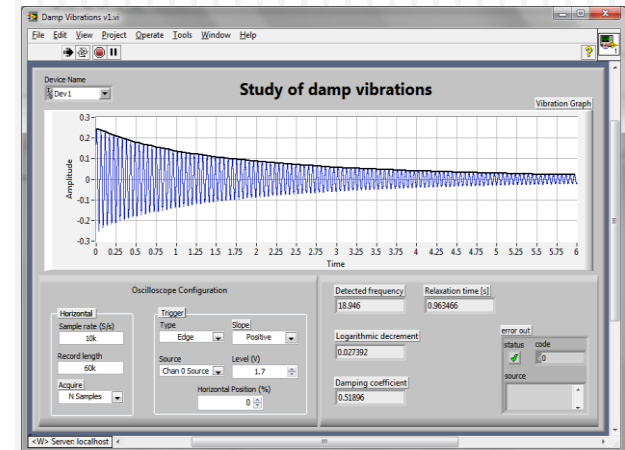 Damp Vibrations v1.vi
File Edit View Project Operate Tools Window Help
Device Name
Dev1
Study of damp vibrations
Vibration Graph
Amplitude
0.3
0.2
0.1
0
-0.1
-0.2
-0.3
0 0.25 0.5 0.75 1 1.25 1.5 1.75 2 2.25 2.5 2.75 3 3.25 3.5 3.75 4 4.25 4.5 4.75 5 5.25 5.5 5.75 6
Time
Oscilloscope Configuration
Horizontal
Sample rate (S/s)
10k
Record length
60k
Acquire
N Samples
Trigger
Type
Edge
Slope
Positive
Source
Chan 0 Source
Level (V)
1.7
Horizontal Position (%)
0
Detected frequency
18.946
Relaxation time [s]
0.963466
Logarithmic decrement
0.027392
Damping coefficient
0.51896
error out
status code
0
source
<W> Server: localhost